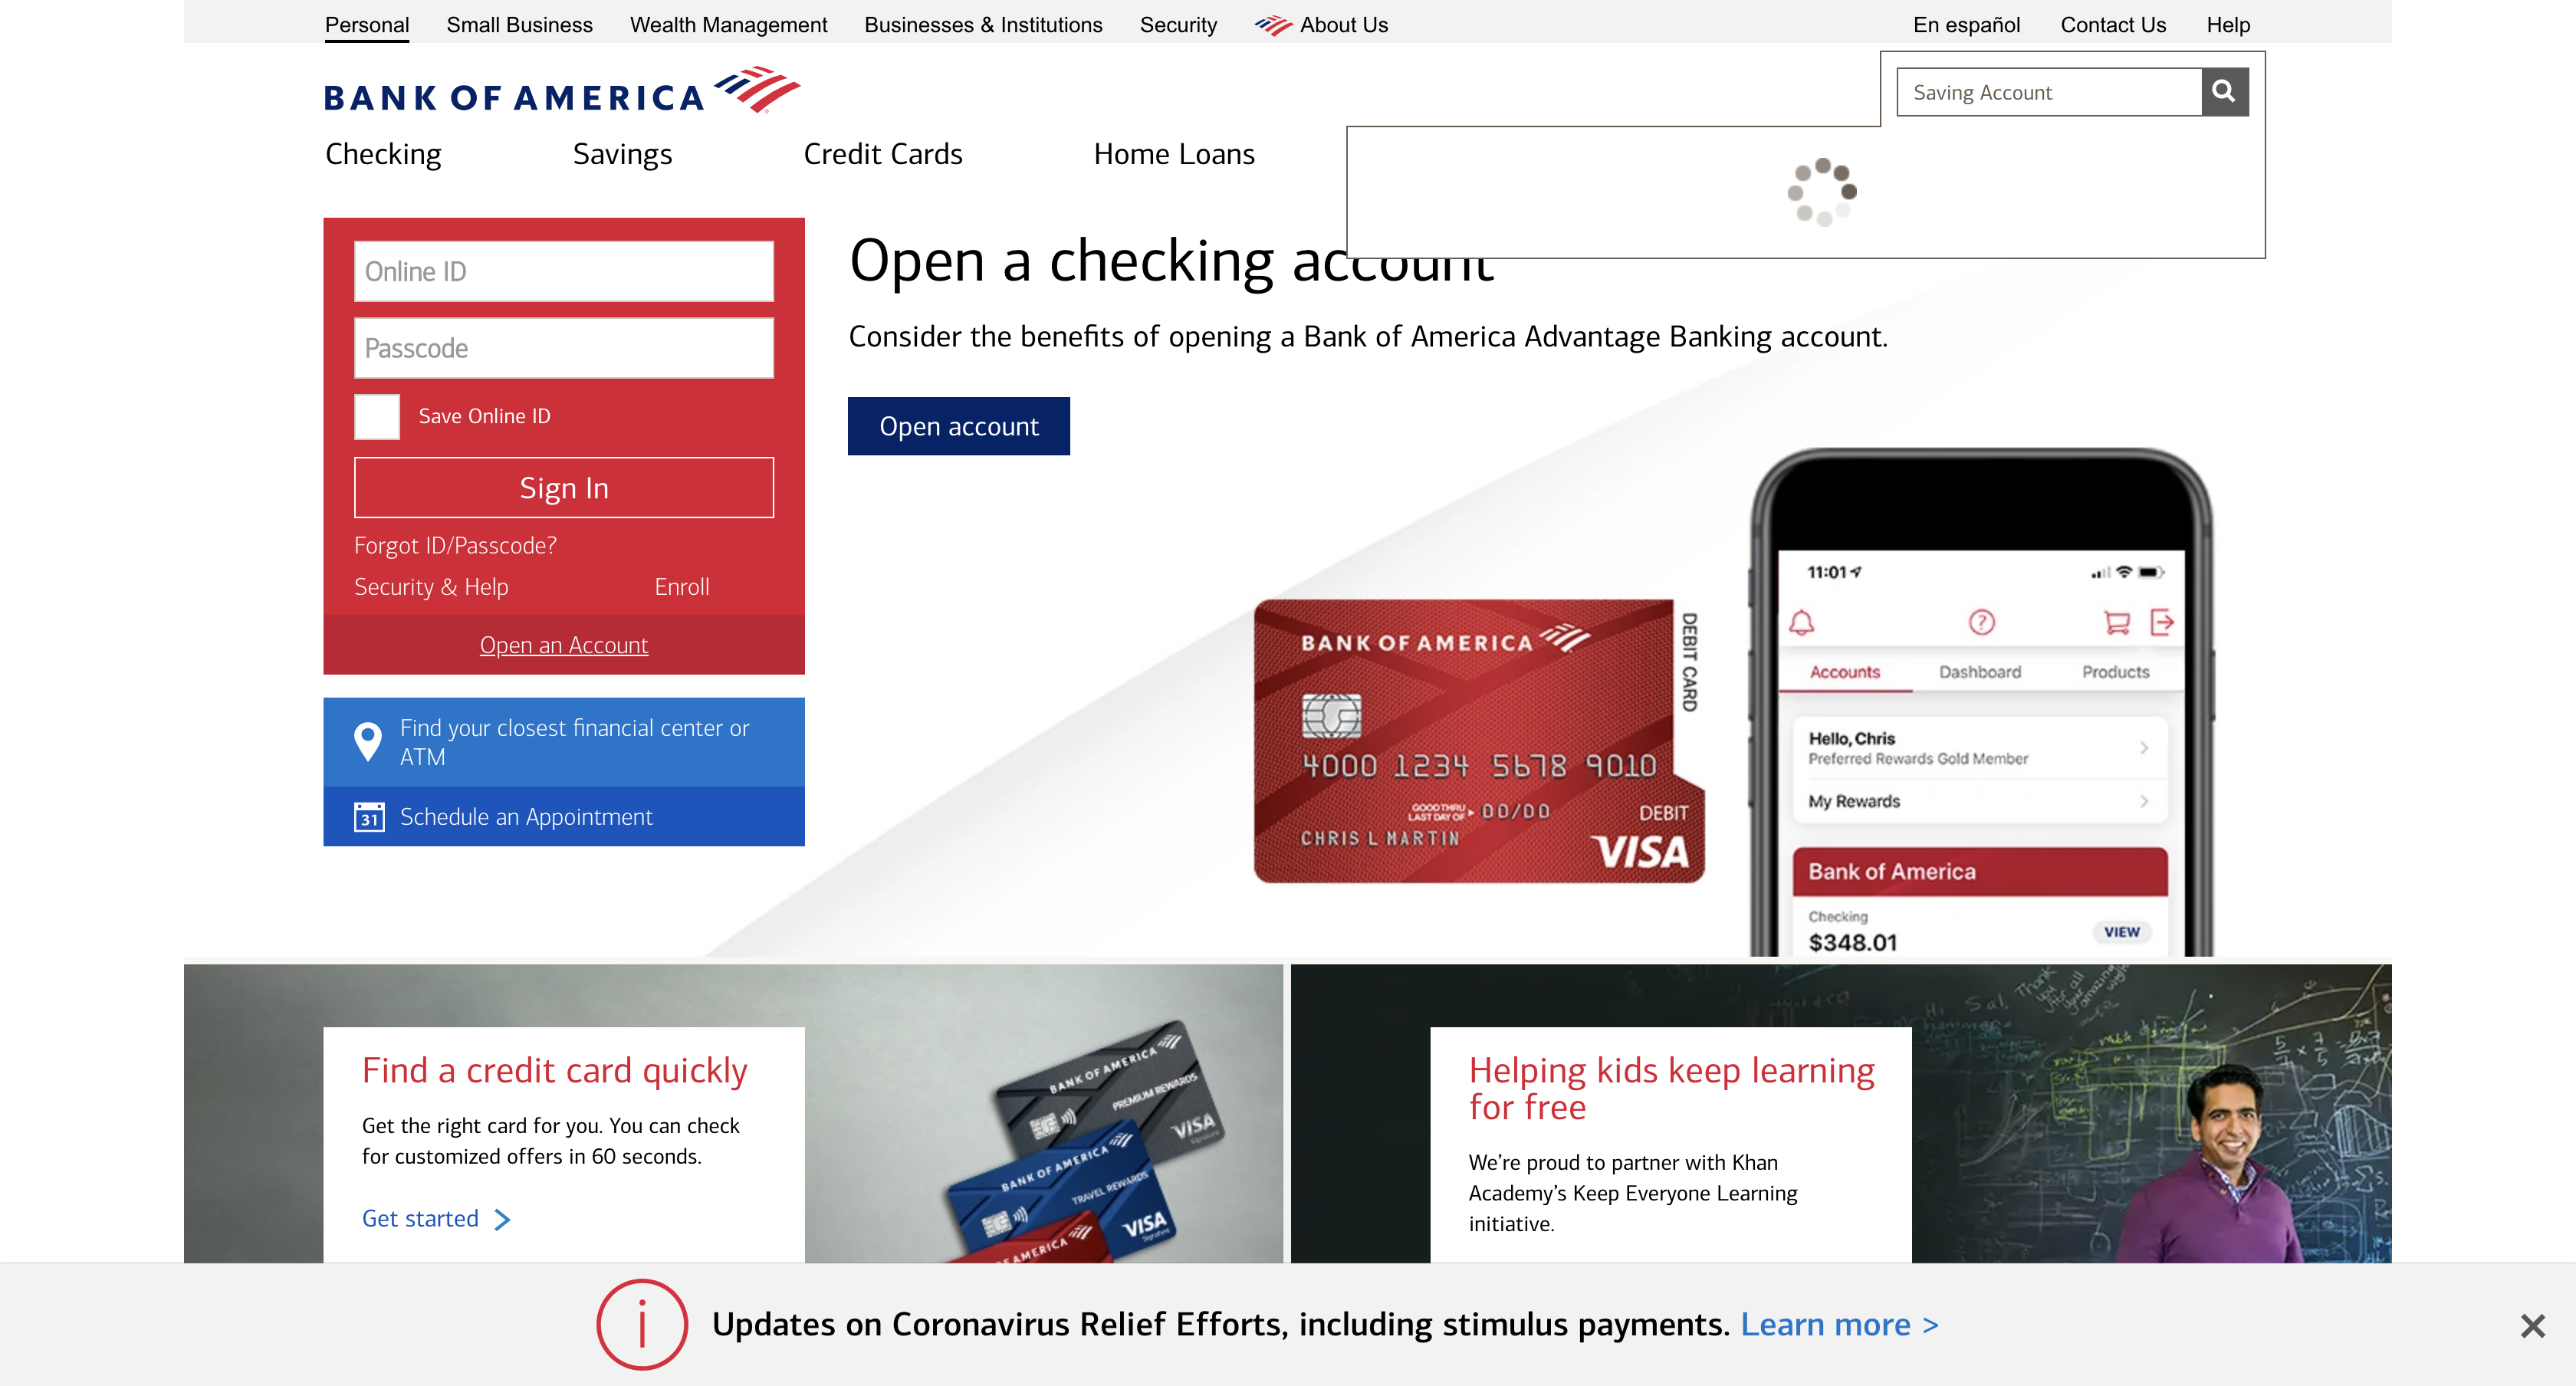 Personal Small Business Wealth Management Businesses & Institutions Security About Us En español Contact Us Help
BANK OF AMERICA
Saving Account
Checking Savings Credit Cards Home Loans
Online ID
Passcode
Save Online ID
Sign In
Forgot ID/Passcode?
Security & Help Enroll
Open an Account
Find your closest financial center or
ATM
31
Schedule an Appointment
Open a checking account
Consider the benefits of opening a Bank of America Advantage Banking account.
Open account
BANK OF AMERICA
DEBIT CARD
4000 1234 5678 9010
GOOD THRU
LAST DAY OF 00/00
DEBIT
CHRIS L MARTIN
VISA
11:01
?
Accounts Dashboard Products
Hello, Chris
Preferred Rewards Gold Member
My Rewards
Bank of America
Checking
$348.01
VIEW
Find a credit card quickly
Get the right card for you. You can check
for customized offers in 60 seconds.
Get started
BANK OF AMERICA
PREMIUM REWARDS
VISA
Signature
BANK OF AMERICA
TRAVEL REWARDS
VISA
Signature
AMERICA
Helping kids keep learning
for free
We’re proud to partner with Khan
Academy’s Keep Everyone Learning
initiative.
Hi Sal, Thank
you for all
Updates on Coronavirus Relief Efforts, including stimulus payments. Learn more >